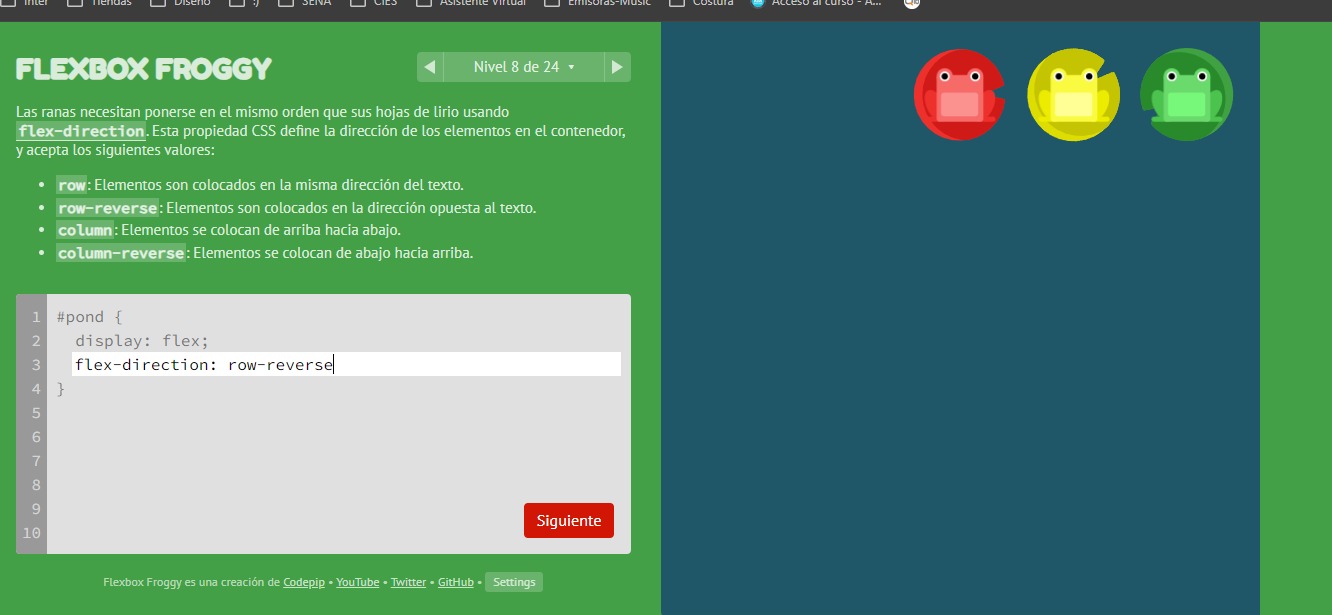 Inter Tiendas Diseño :) SENA CIES Asistente Virtual Emisoras-Music Costura Acceso al curso - A...
FLEXBOX FROGGY
Nivel 8 de 24
Las ranas necesitan ponerse en el mismo orden que sus hojas de lirio usando
flex-direction. Esta propiedad CSS define la dirección de los elementos en el contenedor,
y acepta los siguientes valores:
• row: Elementos son colocados en la misma dirección del texto.
• row-reverse: Elementos son colocados en la dirección opuesta al texto.
• column: Elementos se colocan de arriba hacia abajo.
• column-reverse: Elementos se colocan de abajo hacia arriba.
1 #pond {
2 display: flex;
3 flex-direction: row-reverse
4 }
5
6
7
8
9
10
Siguiente
Flexbox Froggy es una creación de Codepip • YouTube • Twitter • GitHub • Settings